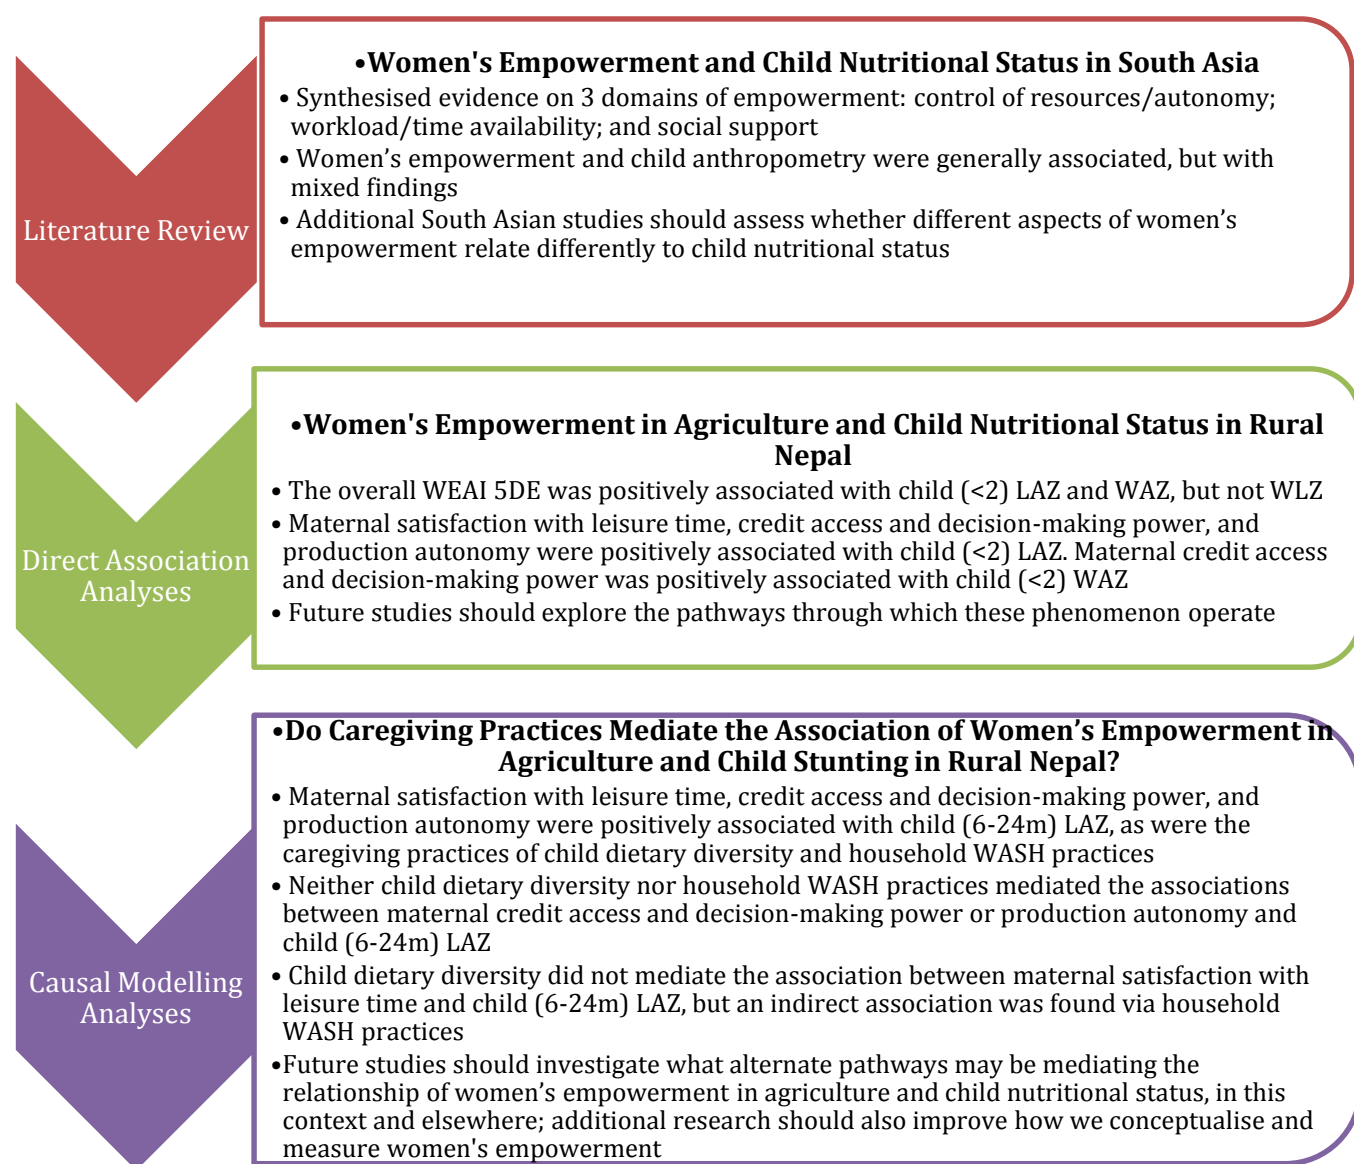 •Women's Empowerment and Child Nutritional Status in South Asia
• Synthesised evidence on 3 domains of empowerment: control of resources/autonomy;
workload/time availability; and social support
• Women’s empowerment and child anthropometry were generally associated, but with
mixed findings
• Additional South Asian studies should assess whether different aspects of women’s
empowerment relate differently to child nutritional status
Literature Review
•Women's Empowerment in Agriculture and Child Nutritional Status in Rural
Nepal
• The overall WEAI 5DE was positively associated with child (<2) LAZ and WAZ, but not WLZ
• Maternal satisfaction with leisure time, credit access and decision-making power, and
production autonomy were positively associated with child (<2) LAZ. Maternal credit access
and decision-making power was positively associated with child (<2) WAZ
• Future studies should explore the pathways through which these phenomenon operate
Direct Association
Analyses
•Do Caregiving Practices Mediate the Association of Women’s Empowerment in
Agriculture and Child Stunting in Rural Nepal?
• Maternal satisfaction with leisure time, credit access and decision-making power, and
production autonomy were positively associated with child (6-24m) LAZ, as were the
caregiving practices of child dietary diversity and household WASH practices
• Neither child dietary diversity nor household WASH practices mediated the associations
between maternal credit access and decision-making power or production autonomy and
child (6-24m) LAZ
• Child dietary diversity did not mediate the association between maternal satisfaction with
leisure time and child (6-24m) LAZ, but an indirect association was found via household
WASH practices
•Future studies should investigate what alternate pathways may be mediating the
relationship of women’s empowerment in agriculture and child nutritional status, in this
context and elsewhere; additional research should also improve how we conceptualise and
measure women's empowerment
Causal Modelling
Analyses